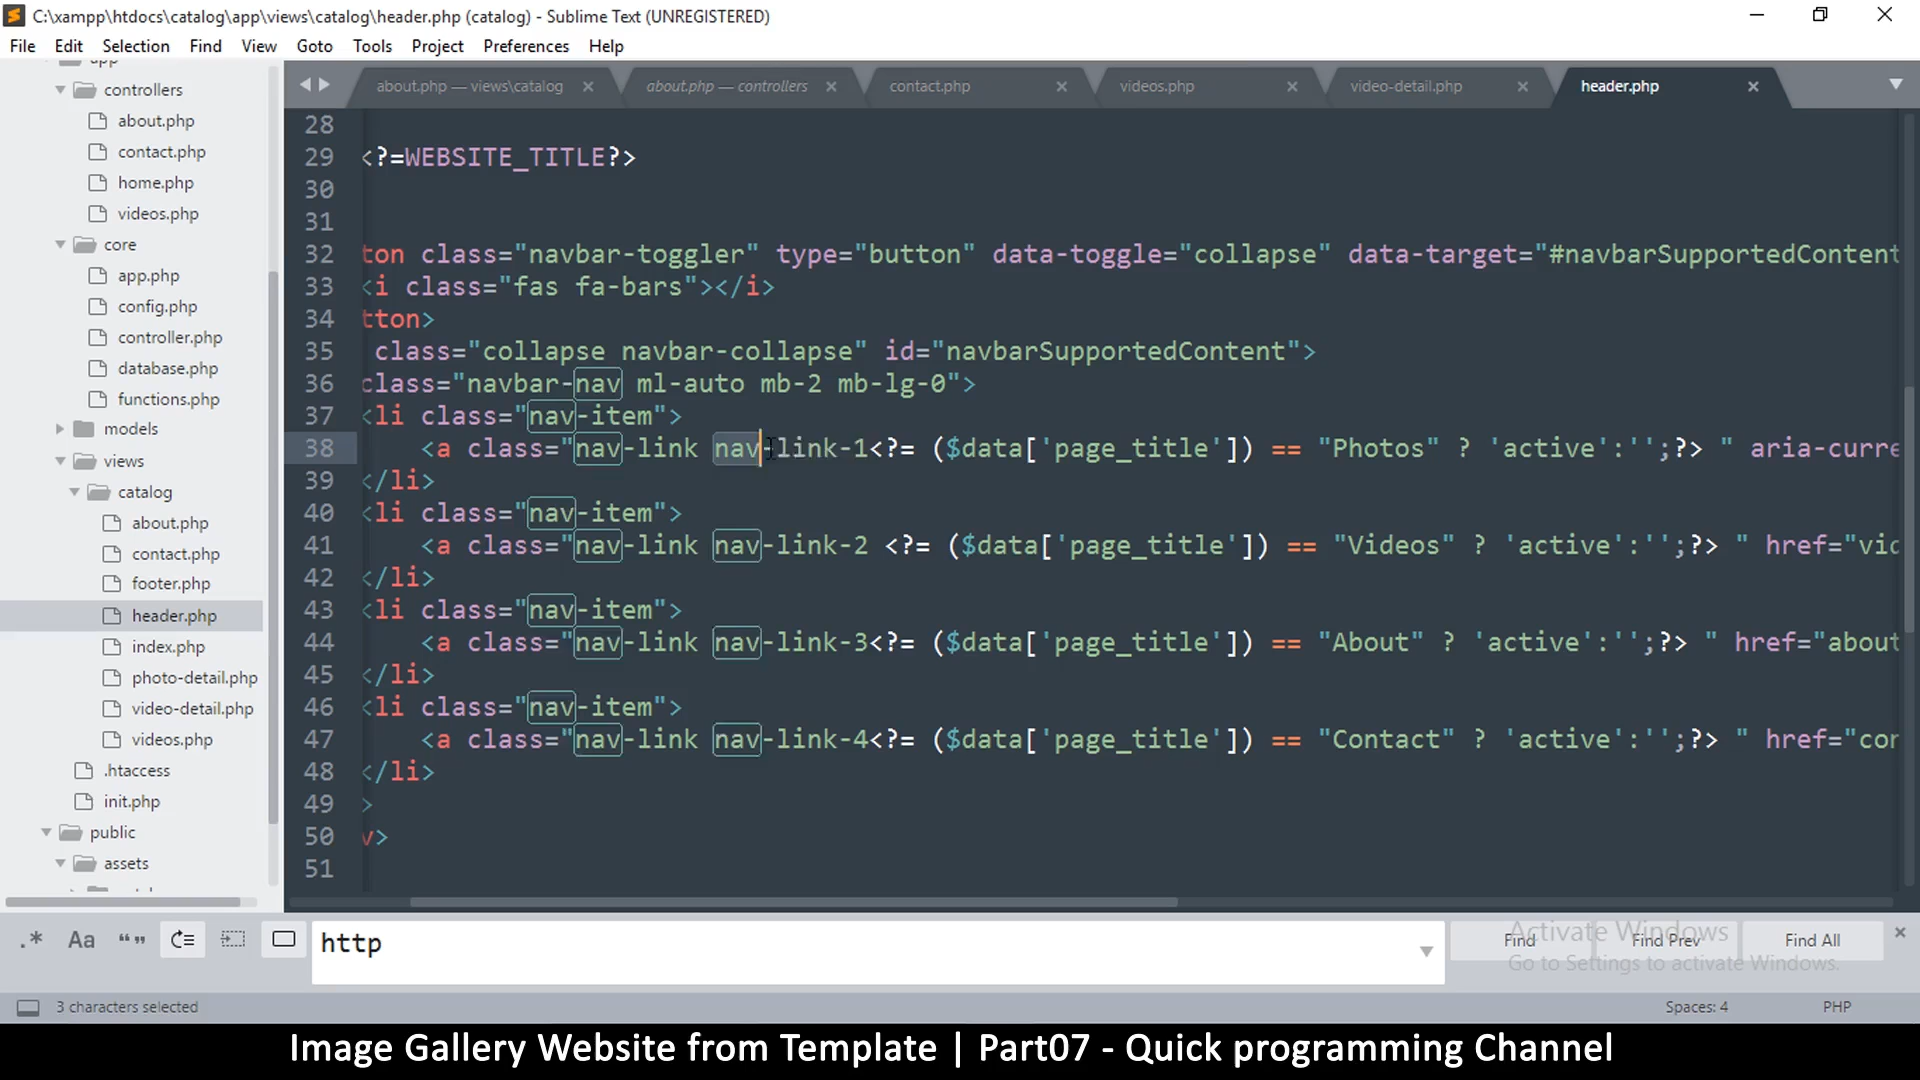 C:\xampp\htdocs\catalog\app\views\catalog\header.php (catalog) - Sublime Text (UNREGISTERED)
File Edit Selection Find View Goto Tools Project Preferences Help
app
controllers
about.php
contact.php
home.php
videos.php
core
app.php
config.php
controller.php
database.php
functions.php
models
views
catalog
about.php
contact.php
footer.php
header.php
index.php
photo-detail.php
video-detail.php
videos.php
.htaccess
init.php
public
assets
about.php — views\catalog
about.php — controllers
contact.php
videos.php
video-detail.php
header.php
28
29 <?=WEBSITE_TITLE?>
30
31
32 ton class="navbar-toggler" type="button" data-toggle="collapse" data-target="#navbarSupportedContent
33 <i class="fas fa-bars"></i>
34 tton>
35 class="collapse navbar-collapse" id="navbarSupportedContent">
36 class="navbar-nav ml-auto mb-2 mb-lg-0">
37 <li class="nav-item">
38 <a class="nav-link nav-link-1<?= ($data['page_title']) == "Photos" ? 'active':'';?> " aria-curre
39 </li>
40 <li class="nav-item">
41 <a class="nav-link nav-link-2 <?= ($data['page_title']) == "Videos" ? 'active':'';?> " href="vid
42 </li>
43 <li class="nav-item">
44 <a class="nav-link nav-link-3<?= ($data['page_title']) == "About" ? 'active':'';?> " href="about
45 </li>
46 <li class="nav-item">
47 <a class="nav-link nav-link-4<?= ($data['page_title']) == "Contact" ? 'active':'';?> " href="con
48 </li>
49 >
50 v>
51
.* Aa “ ” http
Find Find Prev Find All
Activate Windows
Go to Settings to activate Windows.
3 characters selected
Spaces: 4 PHP
Image Gallery Website from Template | Part07 - Quick programming Channel